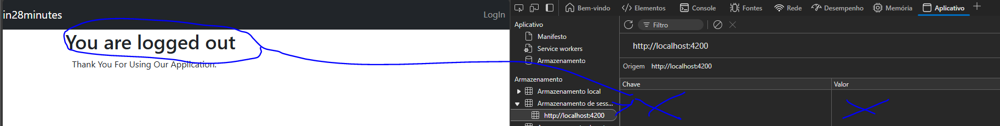 in28minutes
LogIn
You are logged out
Thank You For Using Our Application.
Bem-vindo
Elementos
Console
Fontes
Rede
Desempenho
Memória
Aplicativo
Aplicativo
Manifesto
Service workers
Armazenamento
Armazenamento
Armazenamento local
Armazenamento de sess...
http://localhost:4200
Filtro
http://localhost:4200
Origem http://localhost:4200
Chave
Valor